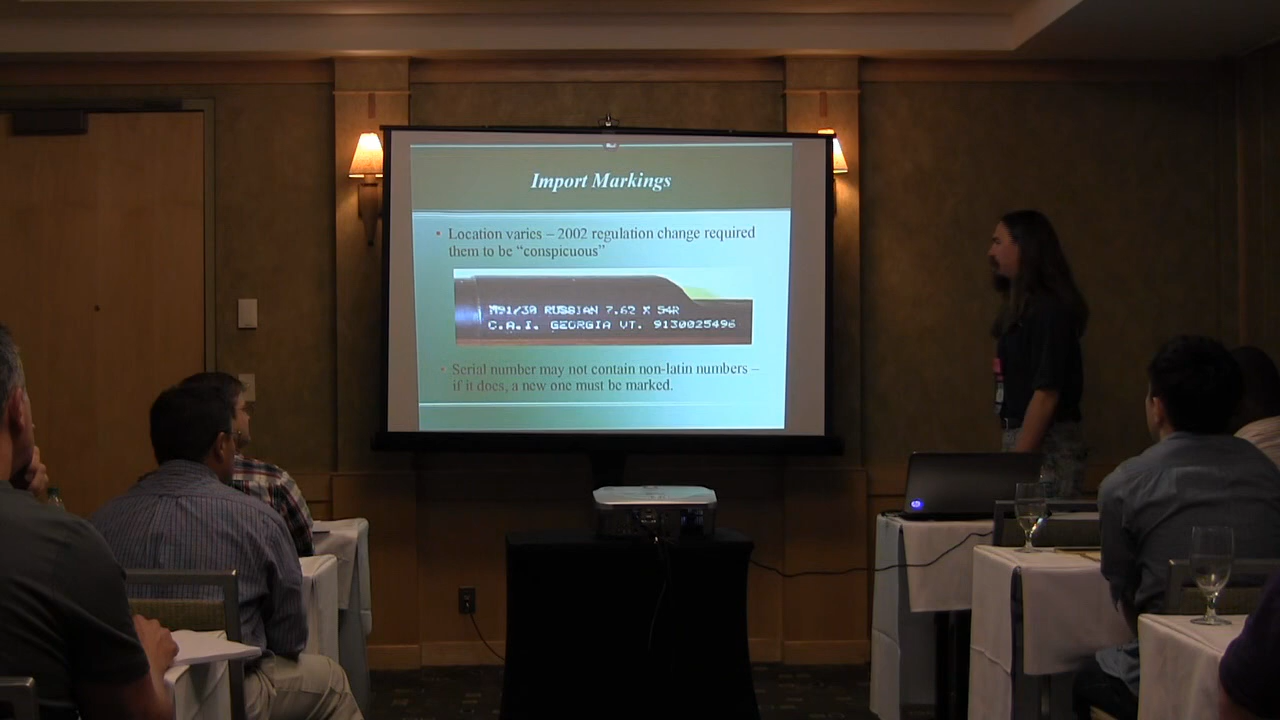 Import Markings
• Location varies – 2002 regulation change required
them to be “conspicuous”
M91/30 RUSSIAN 7.62 X 54R
C.A.I. GEORGIA VT. 9130025496
• Serial number may not contain non-latin numbers –
if it does, a new one must be marked.
hp